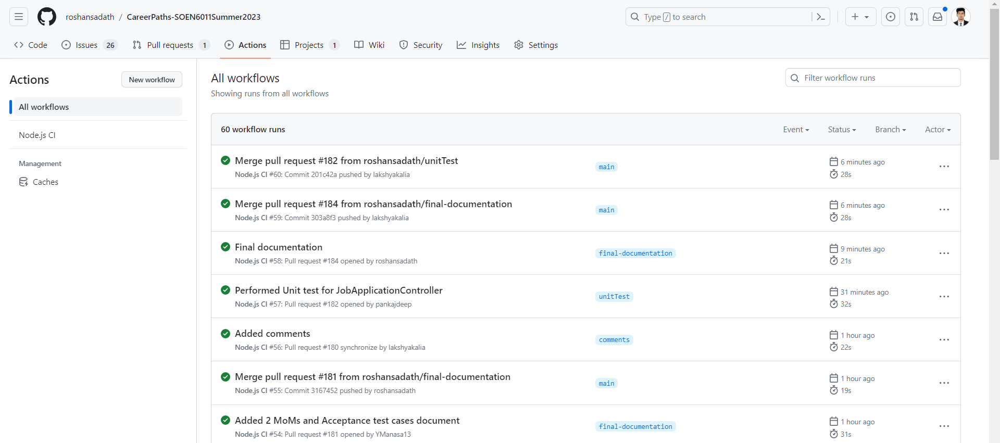 roshansadath / CareerPaths-SOEN6011Summer2023
Type / to search
Code
Issues 26
Pull requests 1
Actions
Projects 1
Wiki
Security
Insights
Settings
Actions
New workflow
All workflows
Node.js CI
Management
Caches
All workflows
Showing runs from all workflows
Filter workflow runs
60 workflow runs
Event
Status
Branch
Actor
Merge pull request #182 from roshansadath/unitTest
Node.js CI #60: Commit 201c42a pushed by lakshyakalia
main
6 minutes ago
28s
Merge pull request #184 from roshansadath/final-documentation
Node.js CI #59: Commit 303a8f3 pushed by lakshyakalia
main
6 minutes ago
28s
Final documentation
Node.js CI #58: Pull request #184 opened by roshansadath
final-documentation
9 minutes ago
21s
Performed Unit test for JobApplicationController
Node.js CI #57: Pull request #182 opened by pankajdeep
unitTest
31 minutes ago
32s
Added comments
Node.js CI #56: Pull request #180 synchronize by lakshyakalia
comments
1 hour ago
22s
Merge pull request #181 from roshansadath/final-documentation
Node.js CI #55: Commit 3167452 pushed by roshansadath
main
1 hour ago
19s
Added 2 MoMs and Acceptance test cases document
Node.js CI #54: Pull request #181 opened by YManasa13
final-documentation
1 hour ago
31s